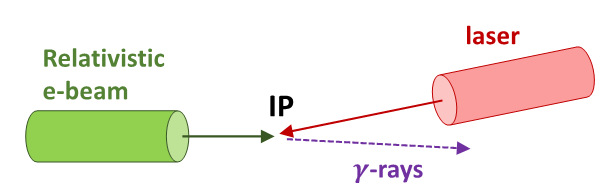 Relativistic
e-beam
IP
laser
γ-rays